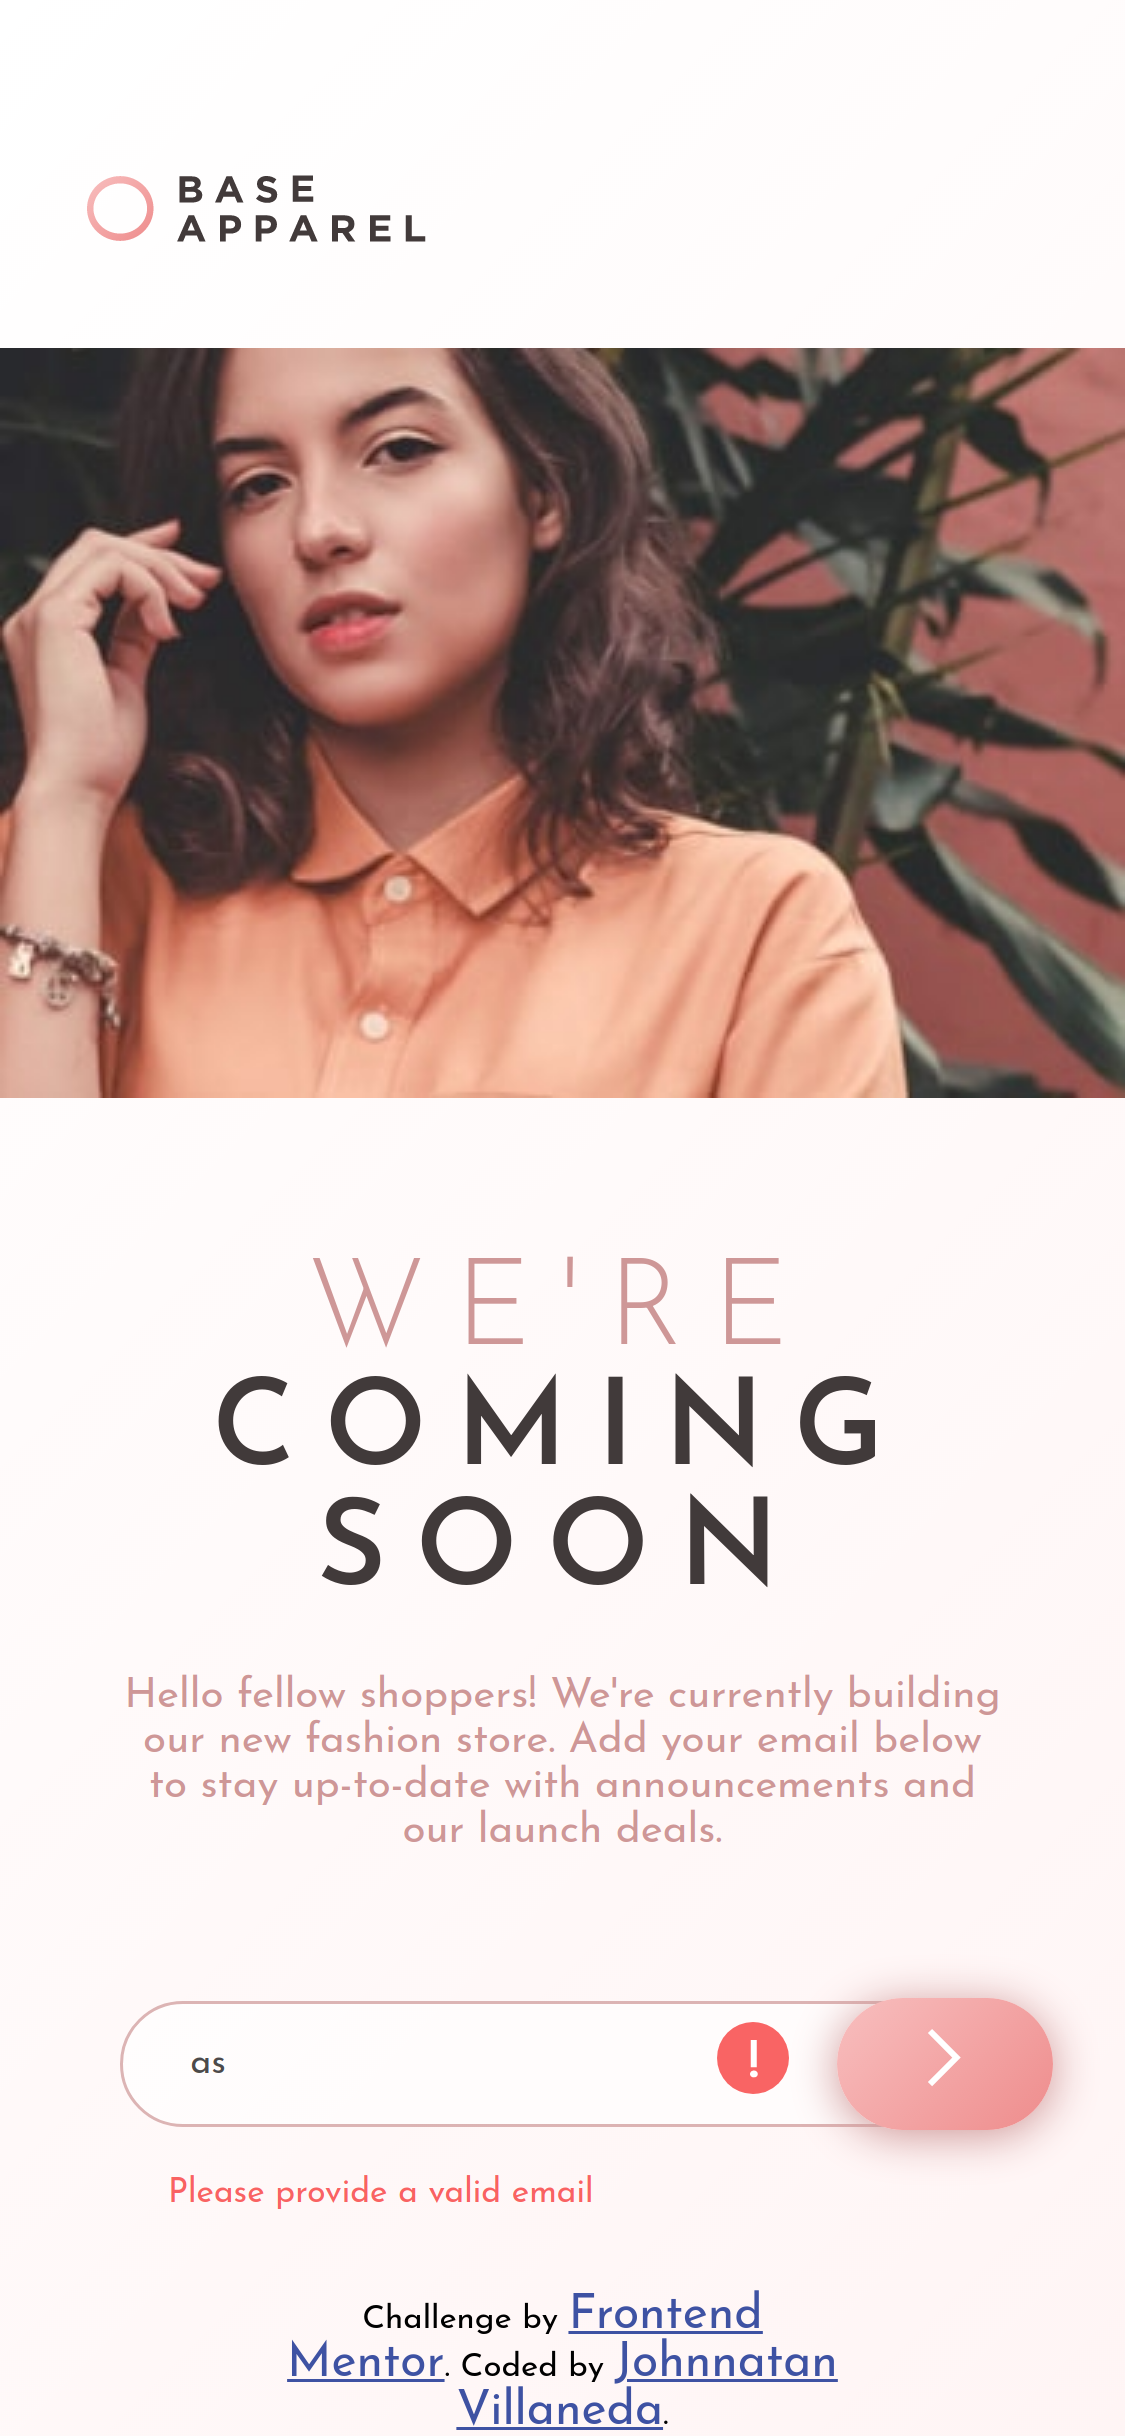 BASE
APPAREL
WE'RE
COMING
SOON
Hello fellow shoppers! We're currently building
our new fashion store. Add your email below
to stay up-to-date with announcements and
our launch deals.
as
!
Please provide a valid email
Challenge by Frontend
Mentor. Coded by Johnnatan
Villaneda.